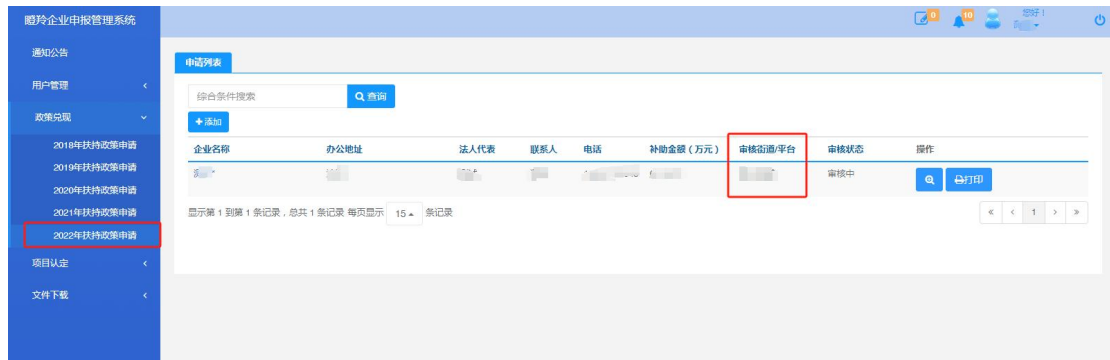 瞪羚企业申报管理系统
0
10
您好！
通知公告
申请列表
用户管理
综合条件搜索
查询
政策兑现
+添加
2018年扶持政策申请
企业名称 办公地址 法人代表 联系人 电话 补助金额（万元） 审核街道/平台 审核状态 操作
2019年扶持政策申请
审核中
打印
2020年扶持政策申请
2021年扶持政策申请
显示第 1 到第 1 条记录，总共 1 条记录 每页显示 15 条记录
« < 1 > »
2022年扶持政策申请
项目认定
文件下载